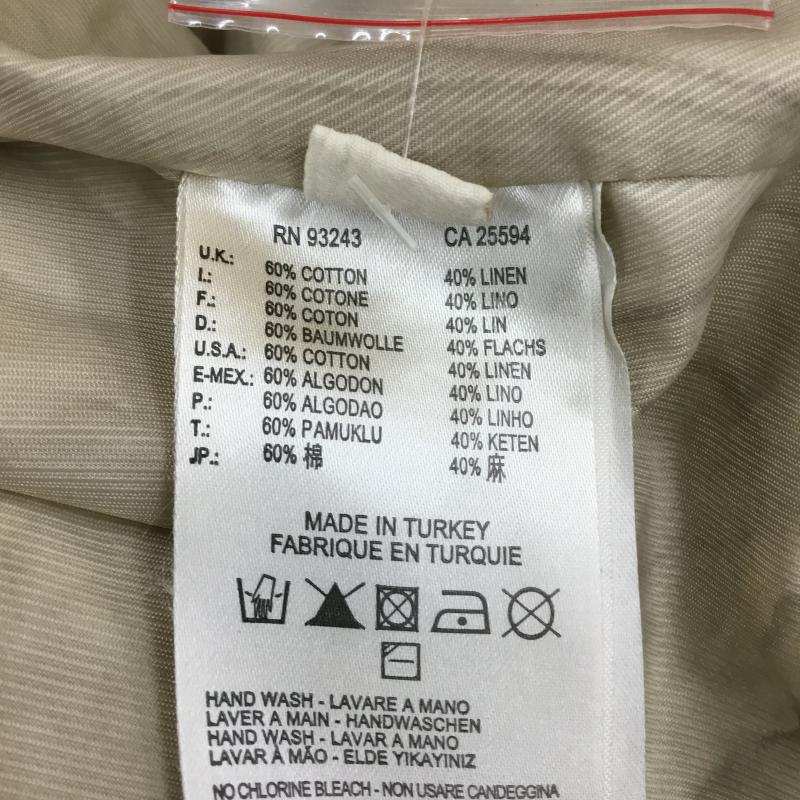 RN 93243 CA 25594
U.K.: 60% COTTON 40% LINEN
I.: 60% COTONE 40% LINO
F.: 60% COTON 40% LIN
D.: 60% BAUMWOLLE 40% FLACHS
U.S.A.: 60% COTTON 40% LINEN
E-MEX.: 60% ALGODON 40% LINO
P.: 60% ALGODAO 40% LINHO
T.: 60% PAMUKLU 40% KETEN
JP.: 60% 棉 40% 麻
MADE IN TURKEY
FABRIQUE EN TURQUIE
HAND WASH - LAVARE A MANO
LAVER A MAIN - HANDWASCHEN
HAND WASH - LAVAR A MANO
LAVAR À MÃO - ELDE YIKAYINIZ
NO CHLORINE BLEACH - NON USARE CANDEGGINA